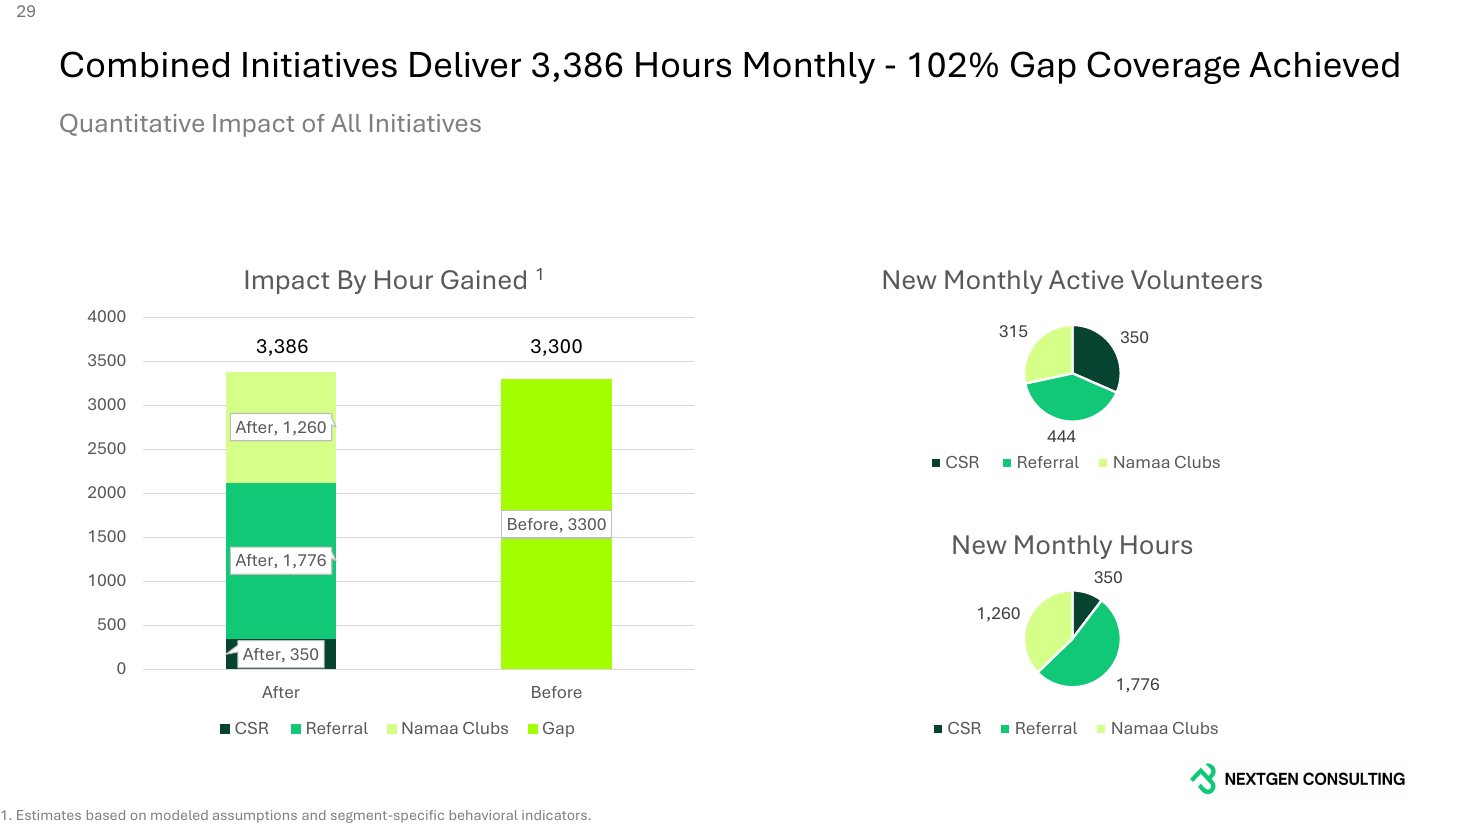 29
Combined Initiatives Deliver 3,386 Hours Monthly - 102% Gap Coverage Achieved
Quantitative Impact of All Initiatives
Impact By Hour Gained 1
4000
3500
3000
2500
2000
1500
1000
500
0
3,386
3,300
After, 1,260
After, 1,776
After, 350
Before, 3300
After
Before
CSR
Referral
Namaa Clubs
Gap
New Monthly Active Volunteers
315
350
444
CSR
Referral
Namaa Clubs
New Monthly Hours
350
1,260
1,776
CSR
Referral
Namaa Clubs
NEXTGEN CONSULTING
1. Estimates based on modeled assumptions and segment-specific behavioral indicators.